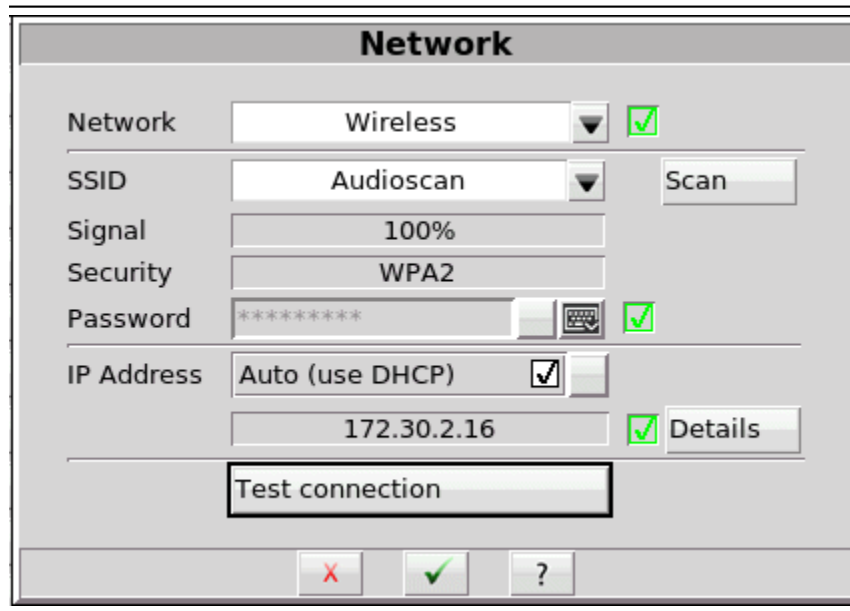 Network
Network Wireless
SSID Audioscan Scan
Signal 100%
Security WPA2
Password *********
IP Address Auto (use DHCP)
172.30.2.16 Details
Test connection
X ?